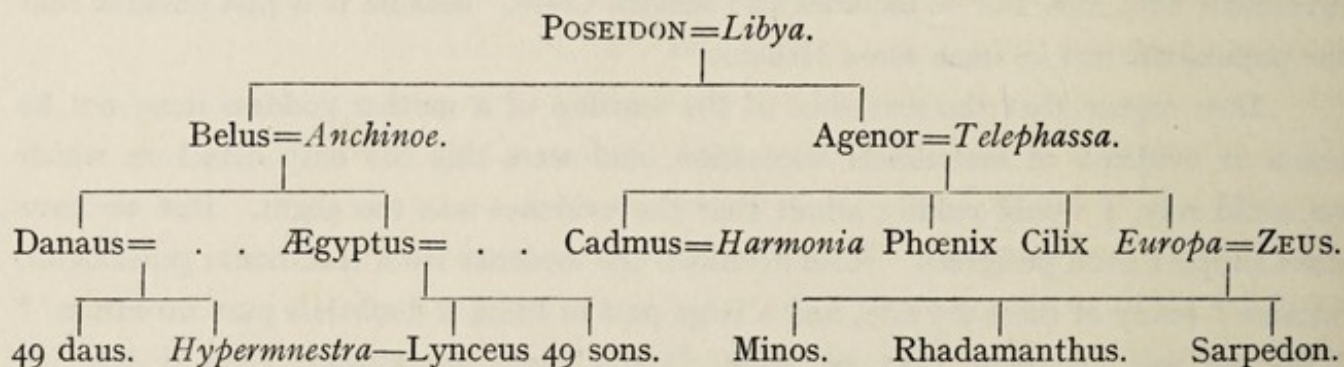 POSEIDON=Libya.
Belus=Anchinoe. Agenor=Telephassa.
Danaus= . . Ægyptus= . . Cadmus=Harmonia Phœnix Cilix Europa=ZEUS.
49 daus. Hypermnestra—Lynceus 49 sons. Minos. Rhadamanthus. Sarpedon.